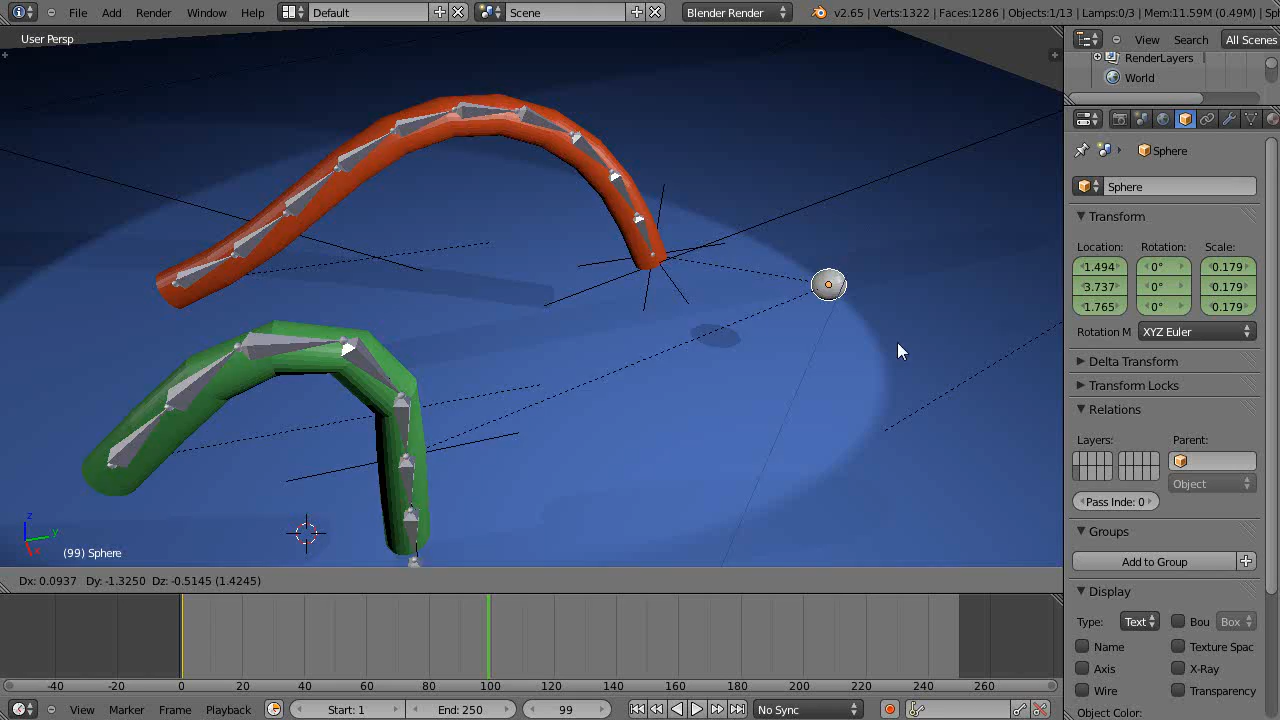 File Add Render Window Help Default Scene Blender Render v2.65 | Verts:1322 | Faces:1286 | Objects:1/13 | Lamps:0/3 | Mem:11.59M (0.49M) | Spl
User Persp
View Search All Scenes
RenderLayers
World
Sphere
Sphere
Transform
Location: Rotation: Scale:
1.494 0° 0.179
3.737 0° 0.179
1.765 0° 0.179
Rotation M XYZ Euler
Delta Transform
Transform Locks
Relations
Layers: Parent:
Object
Pass Inde: 0
Groups
Add to Group
Display
Type: Text Bou Box
Name Texture Spac
Axis X-Ray
Wire Transparency
Object Color:
z
y
x
(99) Sphere
Dx: 0.0937 Dy: -1.3250 Dz: -0.5145 (1.4245)
-40 -20 0 20 40 60 80 100 120 140 160 180 200 220 240 260
View Marker Frame Playback Start: 1 End: 250 99 No Sync